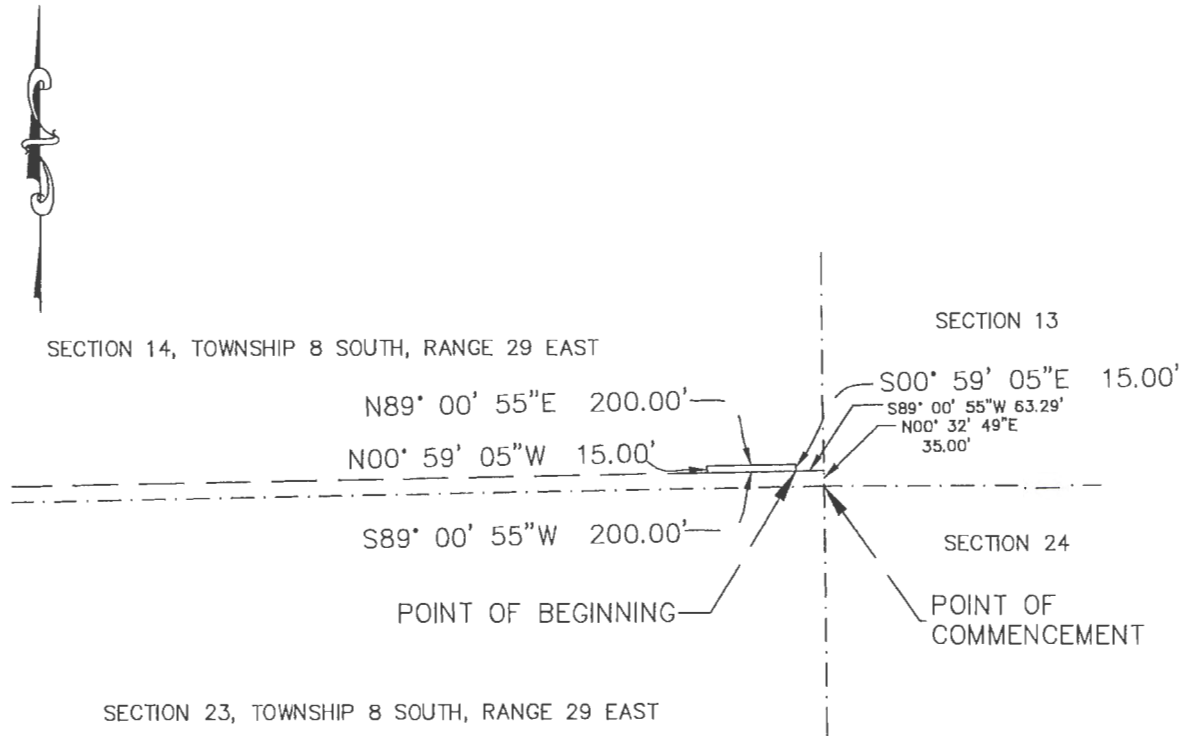 SECTION 13
SECTION 14, TOWNSHIP 8 SOUTH, RANGE 29 EAST
S00° 59' 05"E 15.00'
N89° 00' 55"E 200.00'
S89° 00' 55"W 63.29'
N00° 32' 49"E
35.00'
N00° 59' 05"W 15.00'
S89° 00' 55"W 200.00'
SECTION 24
POINT OF BEGINNING
POINT OF
COMMENCEMENT
SECTION 23, TOWNSHIP 8 SOUTH, RANGE 29 EAST